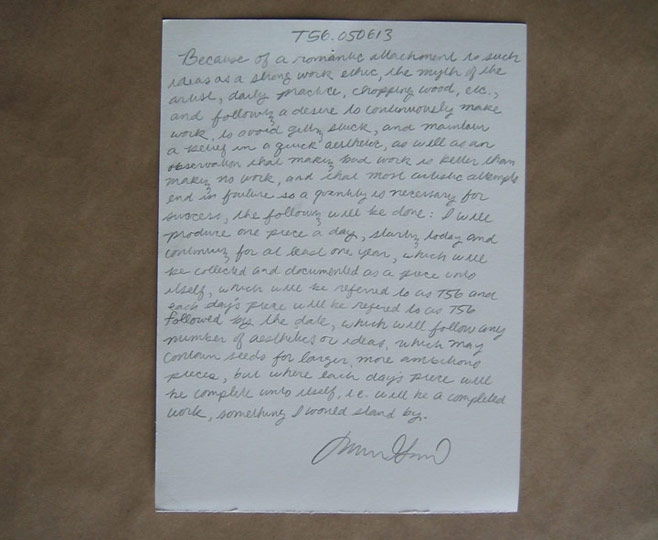 T56.050613
Because of a romantic attachment to such
ideas as a strong work ethic, the myth of the
artist, daily practice, chopping wood, etc.,
and following a desire to continuously make
work, to avoid getting stuck, and maintain
a belief in a quick aesthetic, as well as an
observation that making bad work is better than
making no work, and that most artistic attempts
end in failure so a quantity is necessary for
success, the following will be done: I will
produce one piece a day, starting today and
continuing for at least one year, which will
be collected and documented as a piece unto
itself, which will be referred to as T56 and
each day's piece will be refered to as T56
followed by the date, which will follow any
number of aesthetics or ideas, which may
contain seeds for larger, more ambitious
pieces, but where each day's piece will
be complete unto itself, i.e. will be a completed
work, something I would stand by.